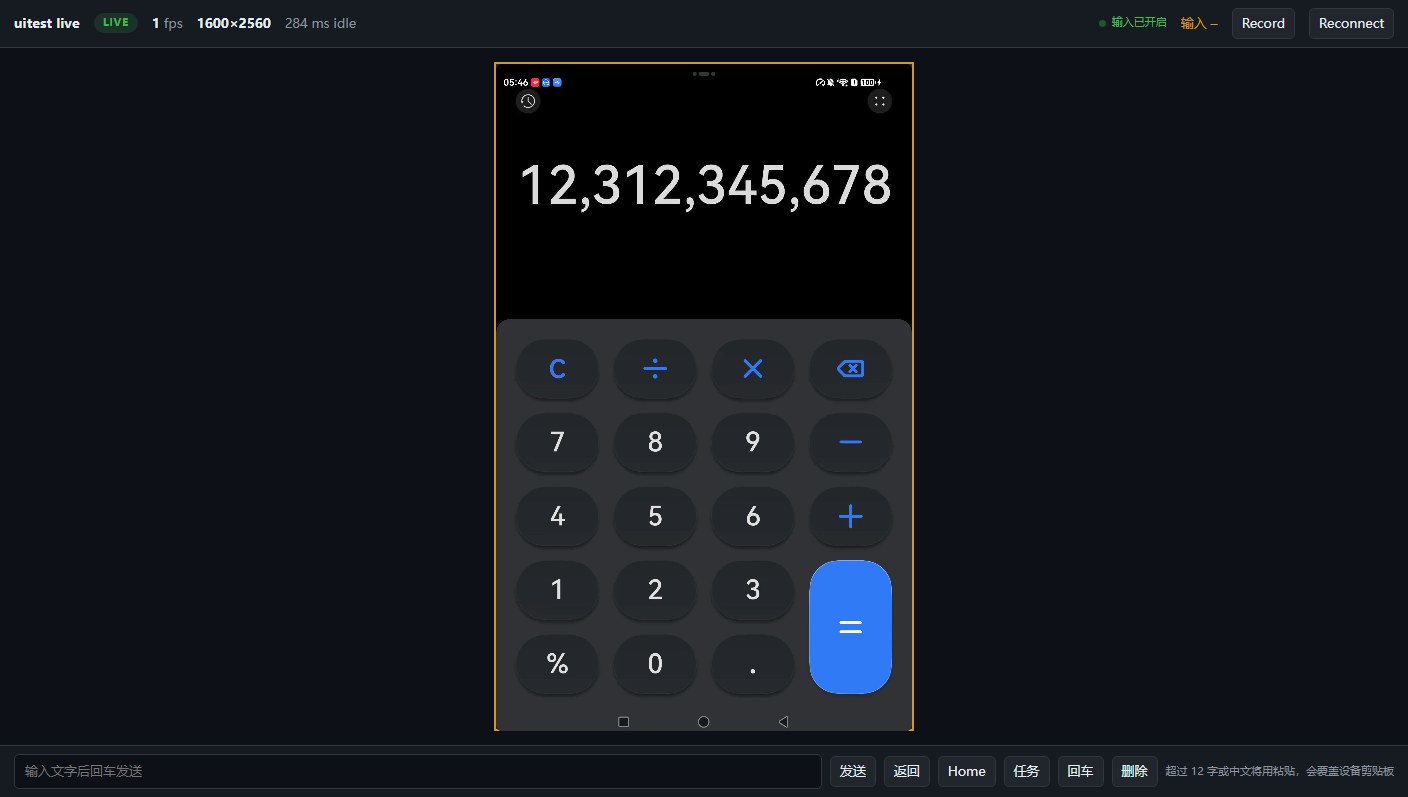 uitest live LIVE 1 fps 1600×2560 284 ms idle 输入已开启 输入 – Record Reconnect
05:46
12,312,345,678
C ÷ ×
7 8 9 −
4 5 6 +
1 2 3
=
% 0 .
输入文字后回车发送 发送 返回 Home 任务 回车 删除 超过 12 字或中文将用粘贴，会覆盖设备剪贴板